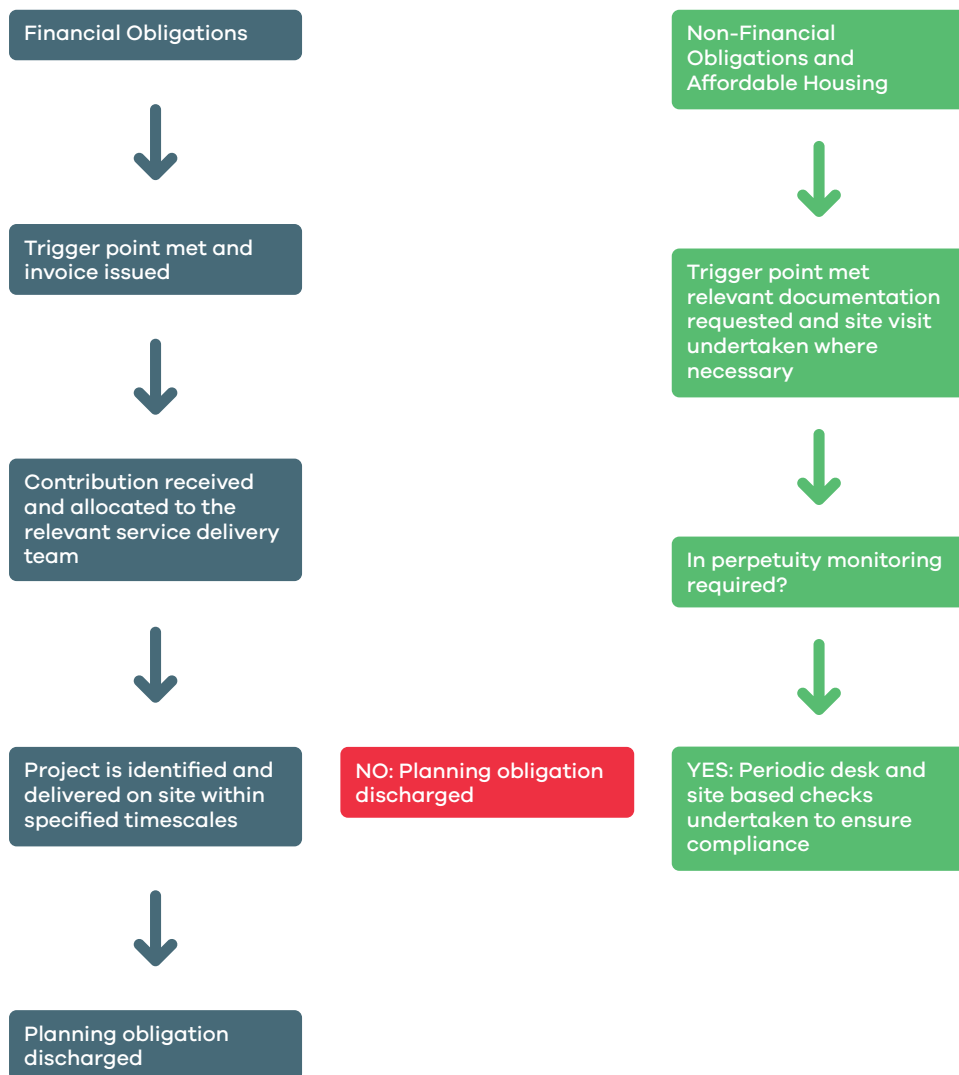 Financial Obligations
Trigger point met and
invoice issued
Contribution received
and allocated to the
relevant service delivery
team
Project is identified and
delivered on site within
specified timescales
Planning obligation
discharged
NO: Planning obligation
discharged
Non-Financial
Obligations and
Affordable Housing
Trigger point met
relevant documentation
requested and site visit
undertaken where
necessary
In perpetuity monitoring
required?
YES: Periodic desk and
site based checks
undertaken to ensure
compliance